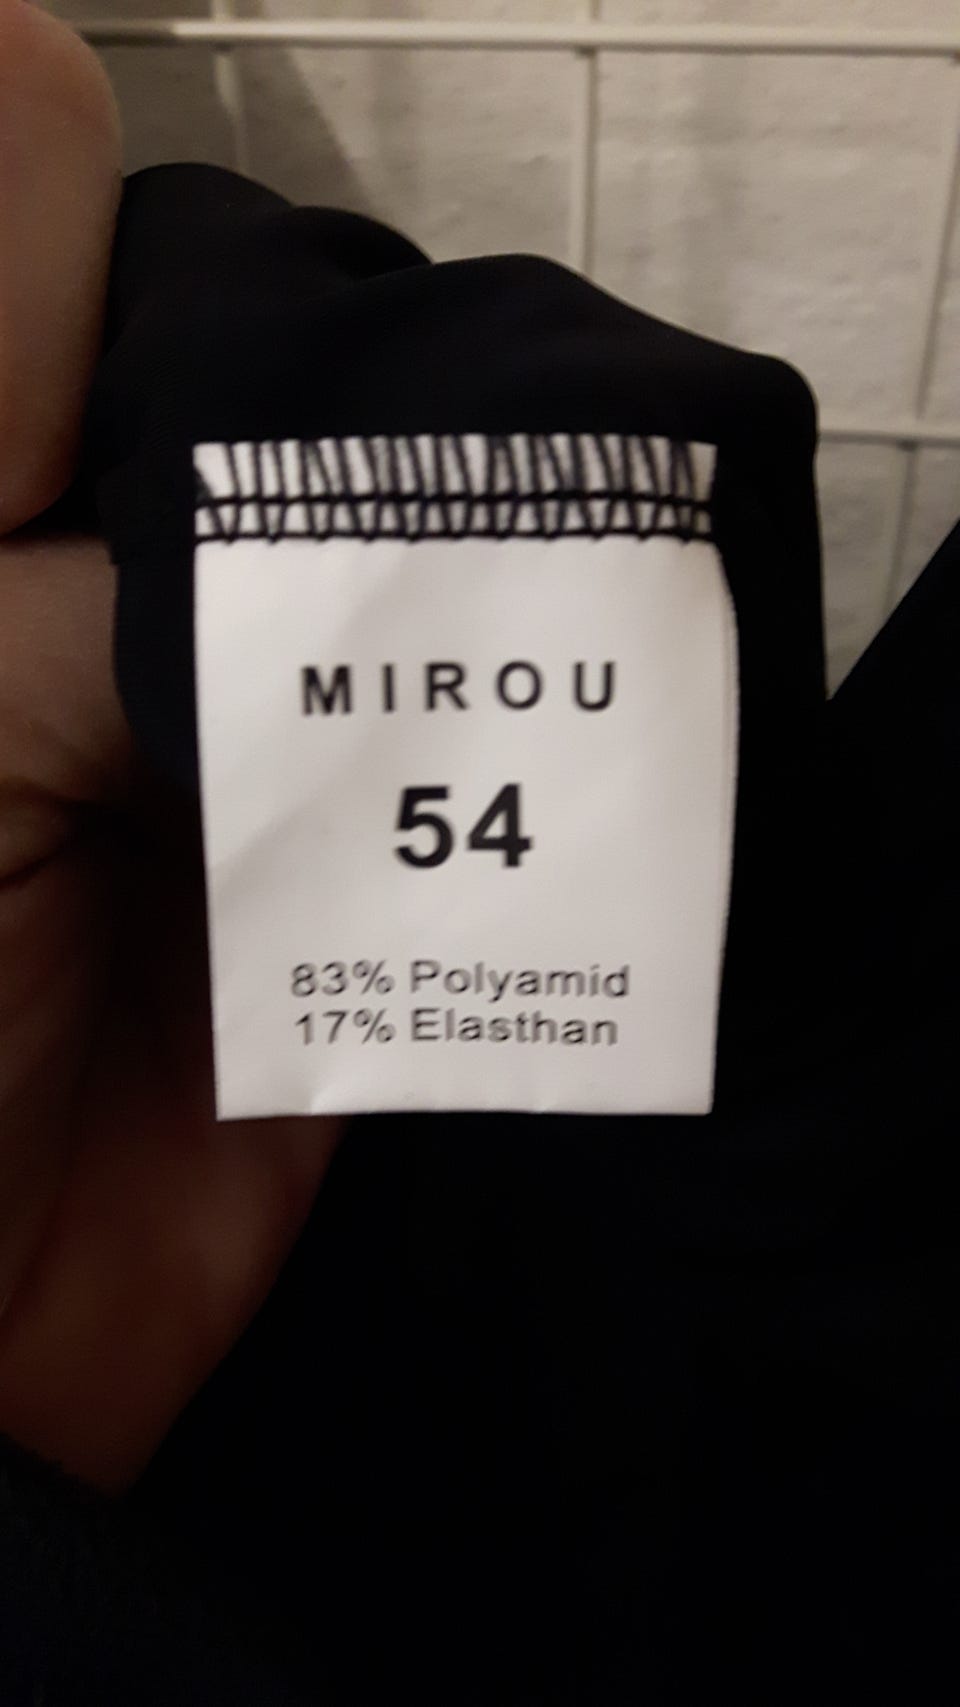 MIROU
54
83% Polyamid
17% Elasthan